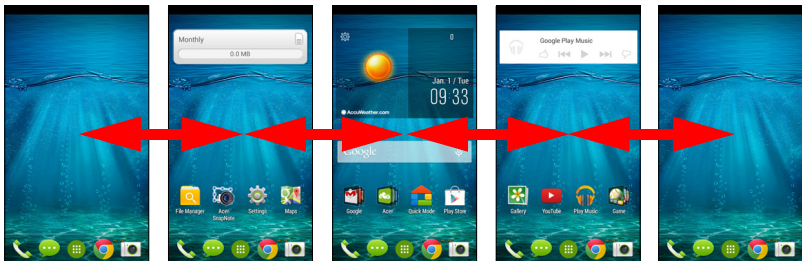 Monthly
0.0 MB
File Manager
Acer SnapNote
Settings
Maps
0
Jan. 1 / Tue
09:33
AccuWeather.com
Google
Google
Acer
Quick Mode
Play Store
Google Play Music
Gallery
YouTube
Play Music
Game